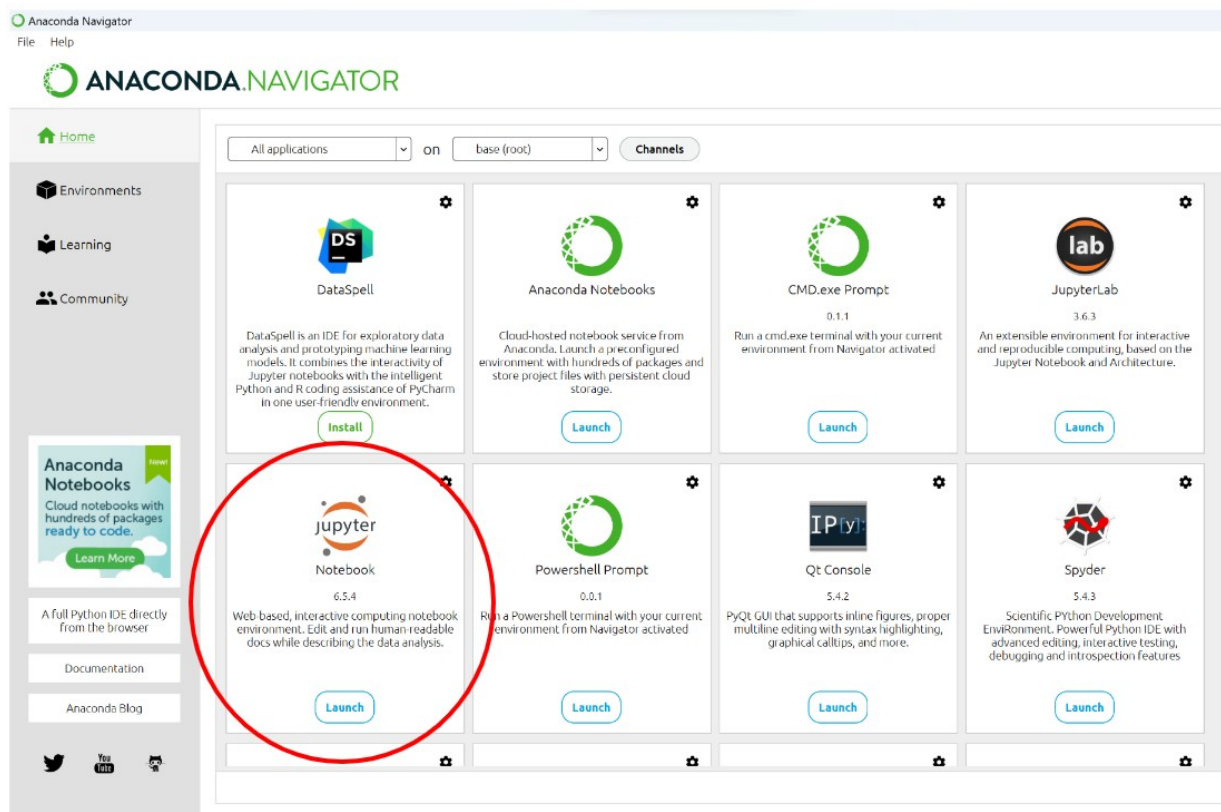 Anaconda Navigator
File Help
ANACONDA.NAVIGATOR
Home
Environments
Learning
Community
Anaconda
Notebooks
New!
Cloud notebooks with
hundreds of packages
ready to code.
Learn More
A full Python IDE directly
from the browser
Documentation
Anaconda Blog
You
Tube
All applications on base (root) Channels
DS
DataSpell
DataSpell is an IDE for exploratory data
analysis and prototyping machine learning
models. It combines the interactivity of
Jupyter notebooks with the intelligent
Python and R coding assistance of PyCharm
in one user-friendly environment.
Install
Anaconda Notebooks
Cloud-hosted notebook service from
Anaconda. Launch a preconfigured
environment with hundreds of packages and
store project files with persistent cloud
storage.
Launch
CMD.exe Prompt
0.1.1
Run a cmd.exe terminal with your current
environment from Navigator activated
Launch
lab
JupyterLab
3.6.3
An extensible environment for interactive
and reproducible computing, based on the
Jupyter Notebook and Architecture.
Launch
jupyter
Notebook
6.5.4
Web-based, interactive computing notebook
environment. Edit and run human-readable
docs while describing the data analysis.
Launch
Powershell Prompt
0.0.1
Run a Powershell terminal with your current
environment from Navigator activated
Launch
IP[y]:
Qt Console
5.4.2
PyQt GUI that supports inline figures, proper
multiline editing with syntax highlighting,
graphical calltips, and more.
Launch
Spyder
5.4.3
Scientific PYthon Development
EnviRonment. Powerful Python IDE with
advanced editing, interactive testing,
debugging and introspection features
Launch